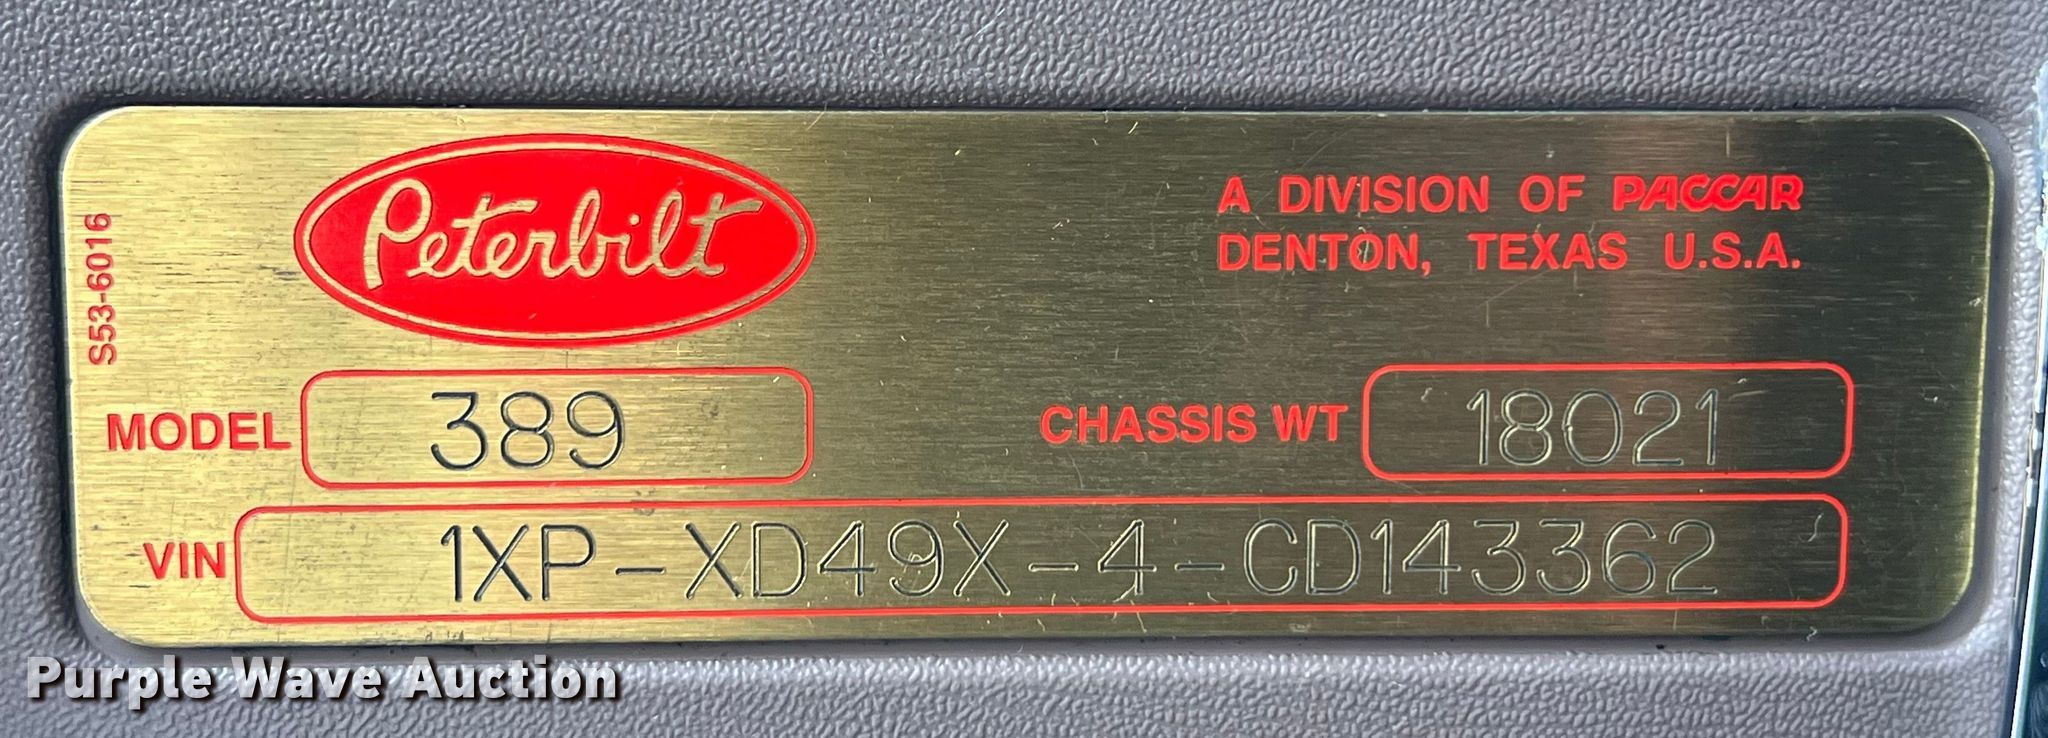 Peterbilt
A DIVISION OF PACCAR
DENTON, TEXAS U.S.A.
S53-6016
MODEL 389
CHASSIS WT 18021
VIN 1XP-XD49X-4-CD143362
Purple Wave Auction